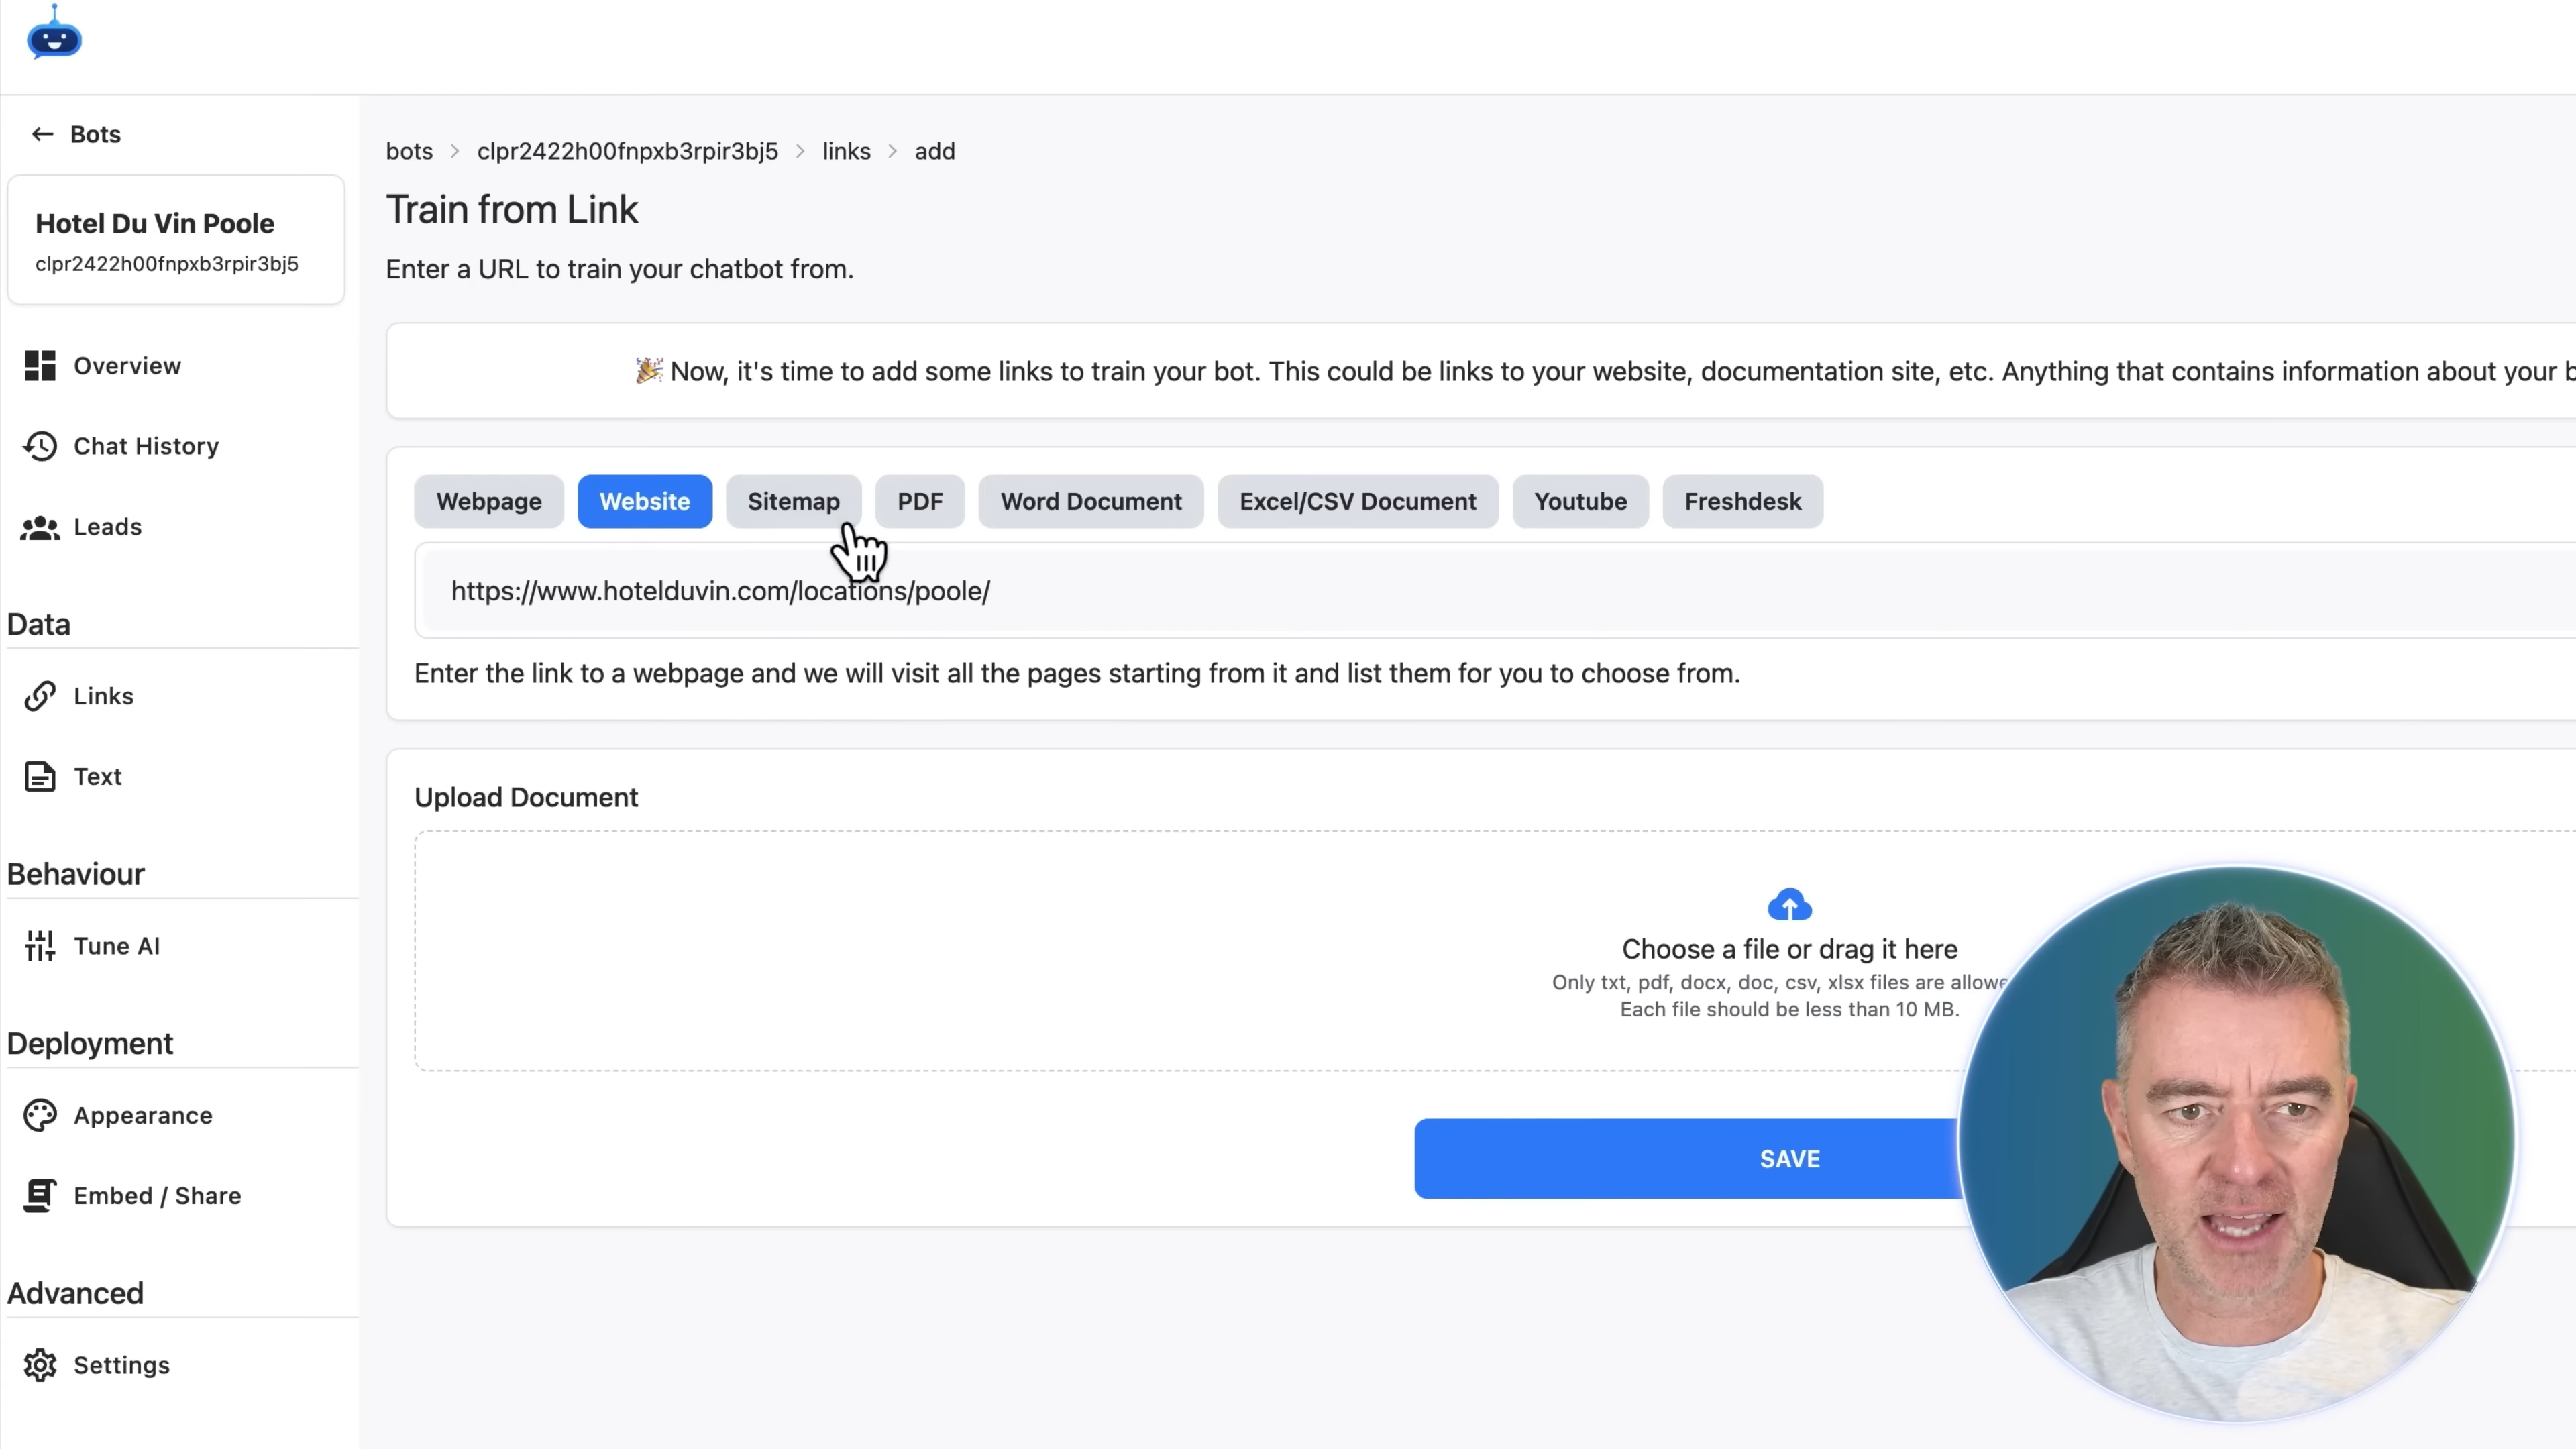 Bots
Hotel Du Vin Poole
clpr2422h00fnpxb3rpir3bj5
Overview
Chat History
Leads
Data
Links
Text
Behaviour
Tune AI
Deployment
Appearance
Embed / Share
Advanced
Settings
bots > clpr2422h00fnpxb3rpir3bj5 > links > add
Train from Link
Enter a URL to train your chatbot from.
🎉 Now, it's time to add some links to train your bot. This could be links to your website, documentation site, etc. Anything that contains information about your
Webpage Website Sitemap PDF Word Document Excel/CSV Document Youtube Freshdesk
https://www.hotelduvin.com/locations/poole/
Enter the link to a webpage and we will visit all the pages starting from it and list them for you to choose from.
Upload Document
Choose a file or drag it here
Only txt, pdf, docx, doc, csv, xlsx files are allowe
Each file should be less than 10 MB.
SAVE